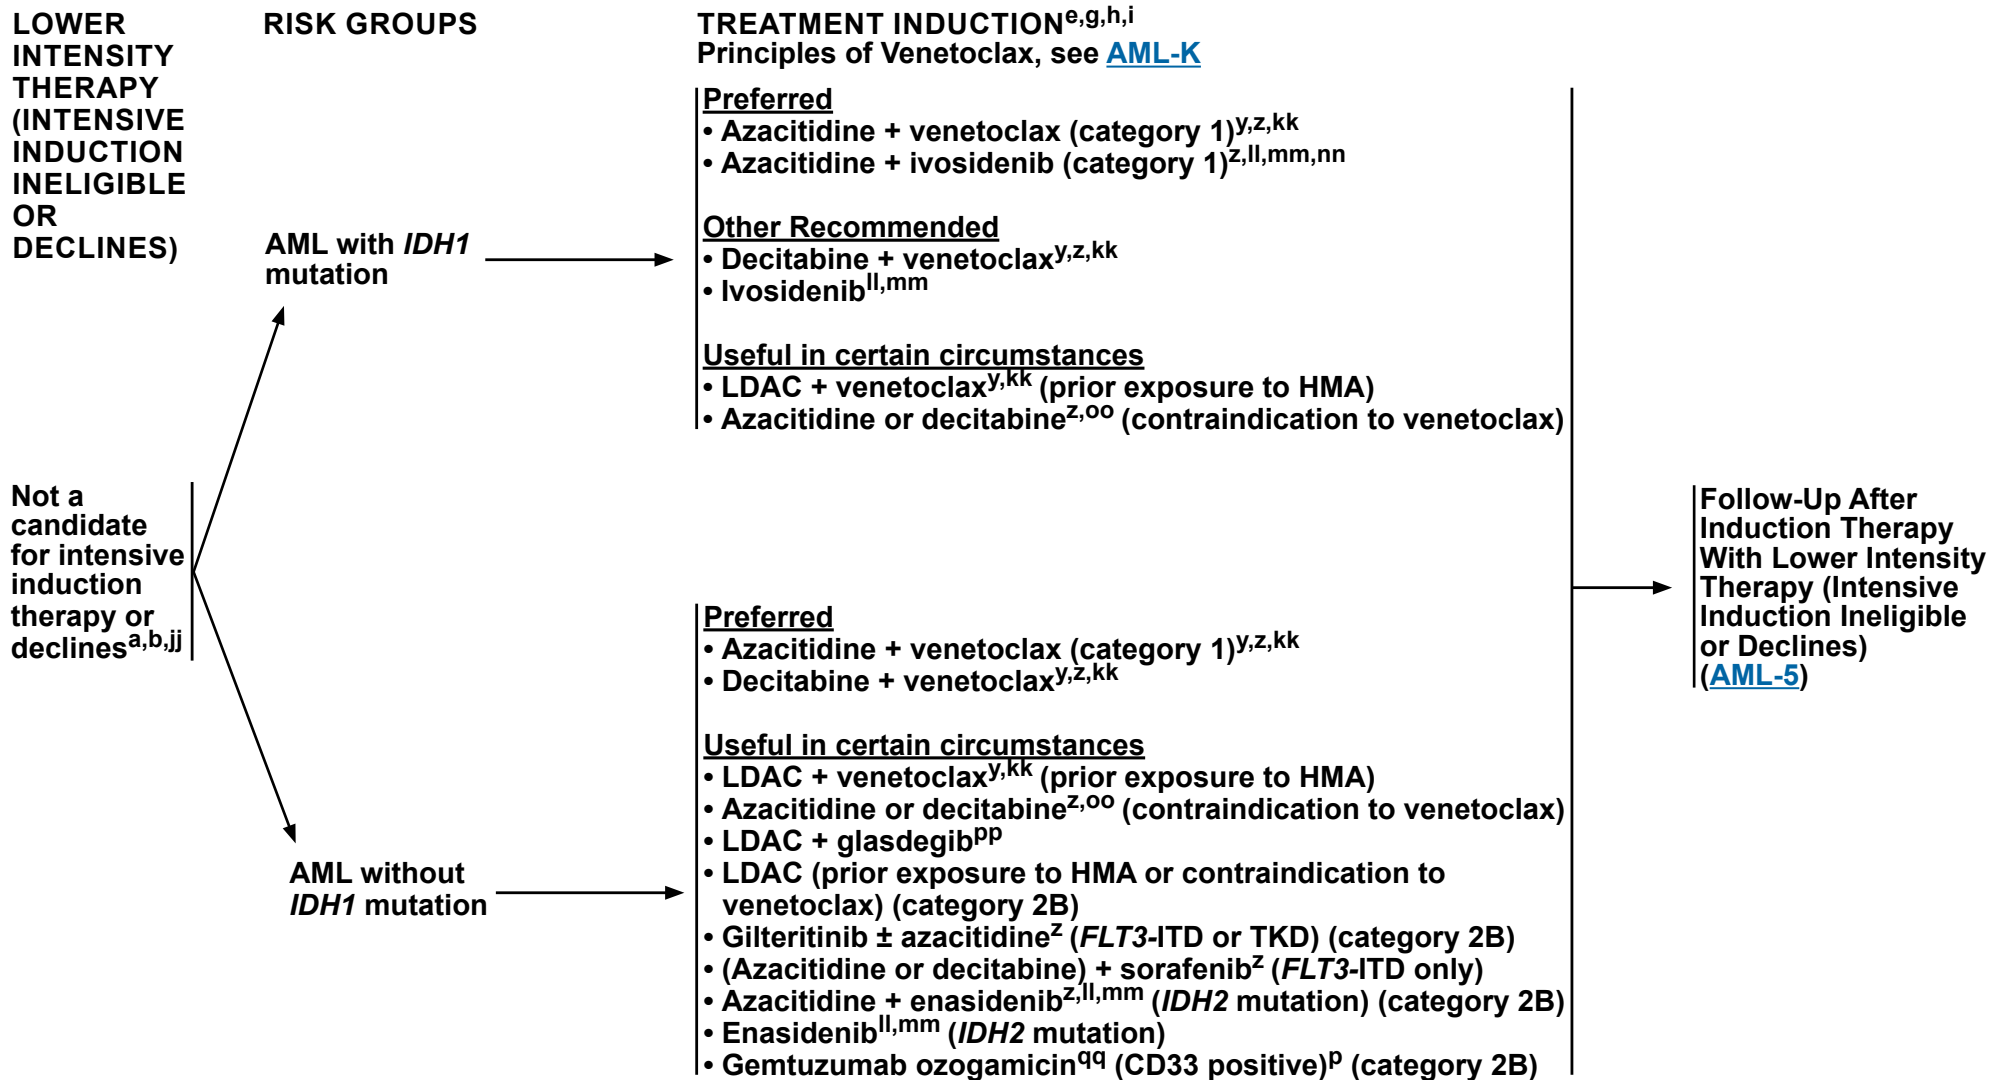 LOWER
INTENSITY
THERAPY
(INTENSIVE
INDUCTION
INELIGIBLE
OR
DECLINES)
RISK GROUPS
TREATMENT INDUCTIONe,g,h,i
Principles of Venetoclax, see AML-K
Not a
candidate
for intensive
induction
therapy or
declinesa,b,jj
AML with IDH1
mutation
Preferred
• Azacitidine + venetoclax (category 1)y,z,kk
• Azacitidine + ivosidenib (category 1)z,ll,mm,nn
Other Recommended
• Decitabine + venetoclaxy,z,kk
• Ivosidenibll,mm
Useful in certain circumstances
• LDAC + venetoclaxy,kk (prior exposure to HMA)
• Azacitidine or decitabinez,oo (contraindication to venetoclax)
AML without
IDH1 mutation
Preferred
• Azacitidine + venetoclax (category 1)y,z,kk
• Decitabine + venetoclaxy,z,kk
Useful in certain circumstances
• LDAC + venetoclaxy,kk (prior exposure to HMA)
• Azacitidine or decitabinez,oo (contraindication to venetoclax)
• LDAC + glasdegibpp
• LDAC (prior exposure to HMA or contraindication to
venetoclax) (category 2B)
• Gilteritinib ± azacitidinez (FLT3-ITD or TKD) (category 2B)
• (Azacitidine or decitabine) + sorafenibz (FLT3-ITD only)
• Azacitidine + enasidenibz,ll,mm (IDH2 mutation) (category 2B)
• Enasidenibll,mm (IDH2 mutation)
• Gemtuzumab ozogamicinqq (CD33 positive)p (category 2B)
Follow-Up After
Induction Therapy
With Lower Intensity
Therapy (Intensive
Induction Ineligible
or Declines)
(AML-5)